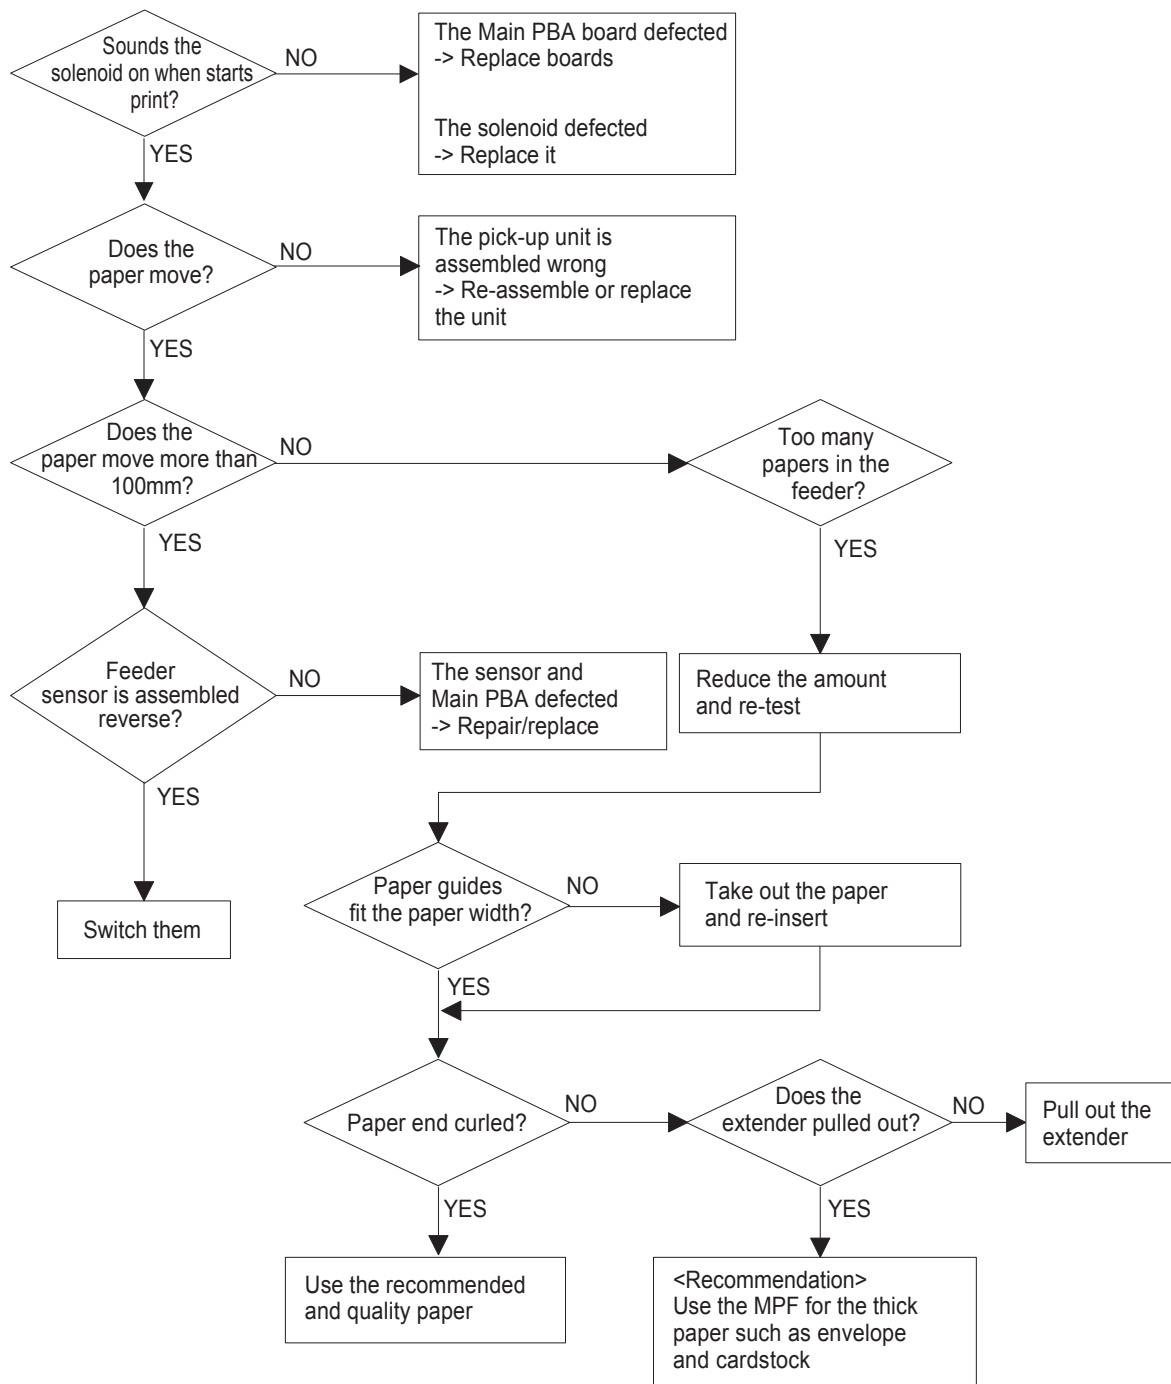 Sounds the
solenoid on when starts
print?
NO
The Main PBA board defected
-> Replace boards
The solenoid defected
-> Replace it
YES
Does the
paper move?
NO
The pick-up unit is
assembled wrong
-> Re-assemble or replace
the unit
YES
Does the
paper move more than
100mm?
NO
Too many
papers in the
feeder?
YES
YES
Feeder
sensor is assembled
reverse?
NO
The sensor and
Main PBA defected
-> Repair/replace
Reduce the amount
and re-test
YES
Switch them
Paper guides
fit the paper width?
NO
Take out the paper
and re-insert
YES
Paper end curled?
NO
Does the
extender pulled out?
NO
Pull out the
extender
YES
YES
Use the recommended
and quality paper
<Recommendation>
Use the MPF for the thick
paper such as envelope
and cardstock